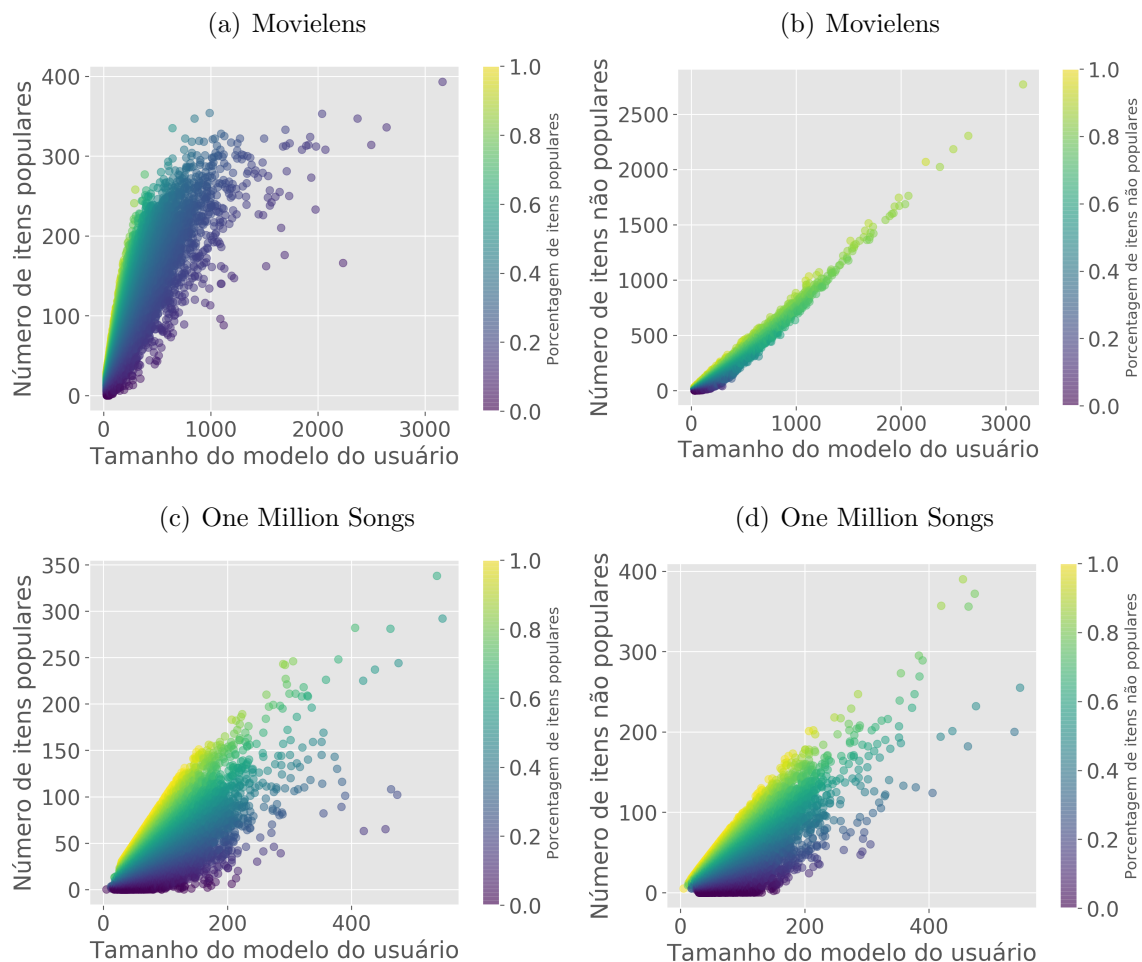 (a) Movielens
400
300
200
100
0
0 1000 2000 3000
Número de itens populares
Tamanho do modelo do usuário
1.0
0.8
0.6
0.4
0.2
0.0
Porcentagem de itens populares
(b) Movielens
2500
2000
1500
1000
500
0
0 1000 2000 3000
Número de itens não populares
Tamanho do modelo do usuário
1.0
0.8
0.6
0.4
0.2
0.0
Porcentagem de itens não populares
(c) One Million Songs
350
300
250
200
150
100
50
0
0 200 400
Número de itens populares
Tamanho do modelo do usuário
1.0
0.8
0.6
0.4
0.2
0.0
Porcentagem de itens populares
(d) One Million Songs
400
300
200
100
0
0 200 400
Número de itens não populares
Tamanho do modelo do usuário
1.0
0.8
0.6
0.4
0.2
0.0
Porcentagem de itens não populares